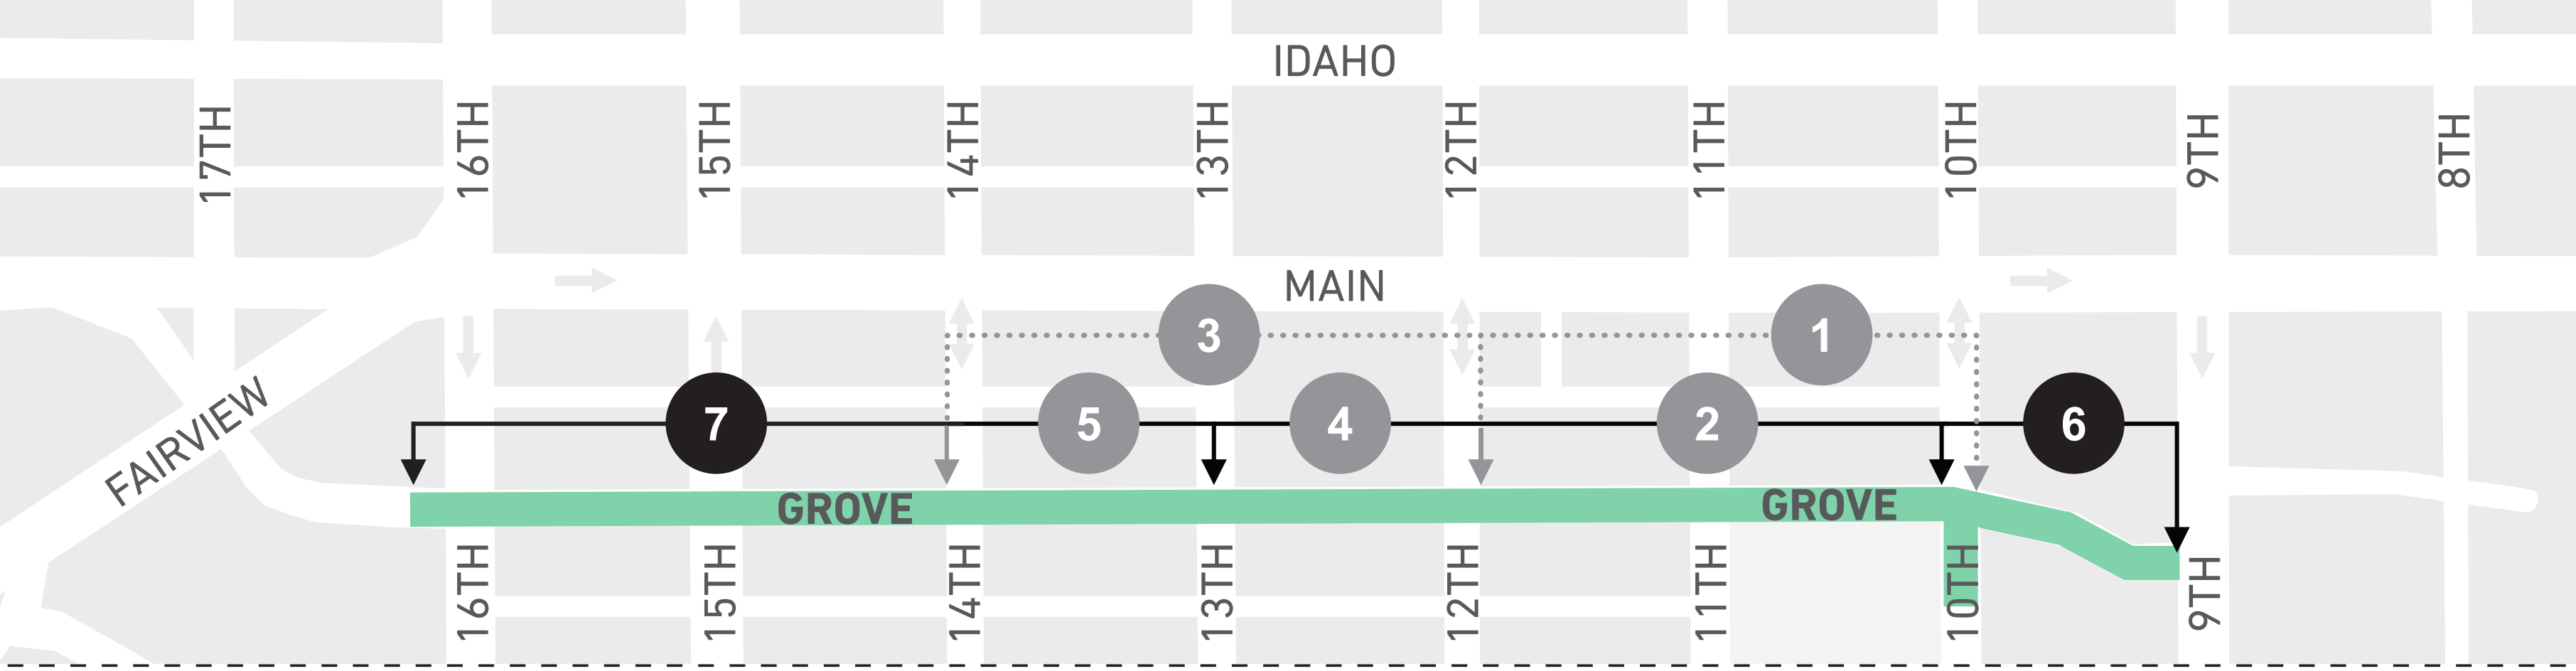 IDAHO
17TH
16TH
15TH
14TH
13TH
12TH
11TH
10TH
9TH
8TH
MAIN
3
1
FAIRVIEW
7
5
4
2
6
GROVE
GROVE
16TH
15TH
14TH
13TH
12TH
11TH
10TH
9TH